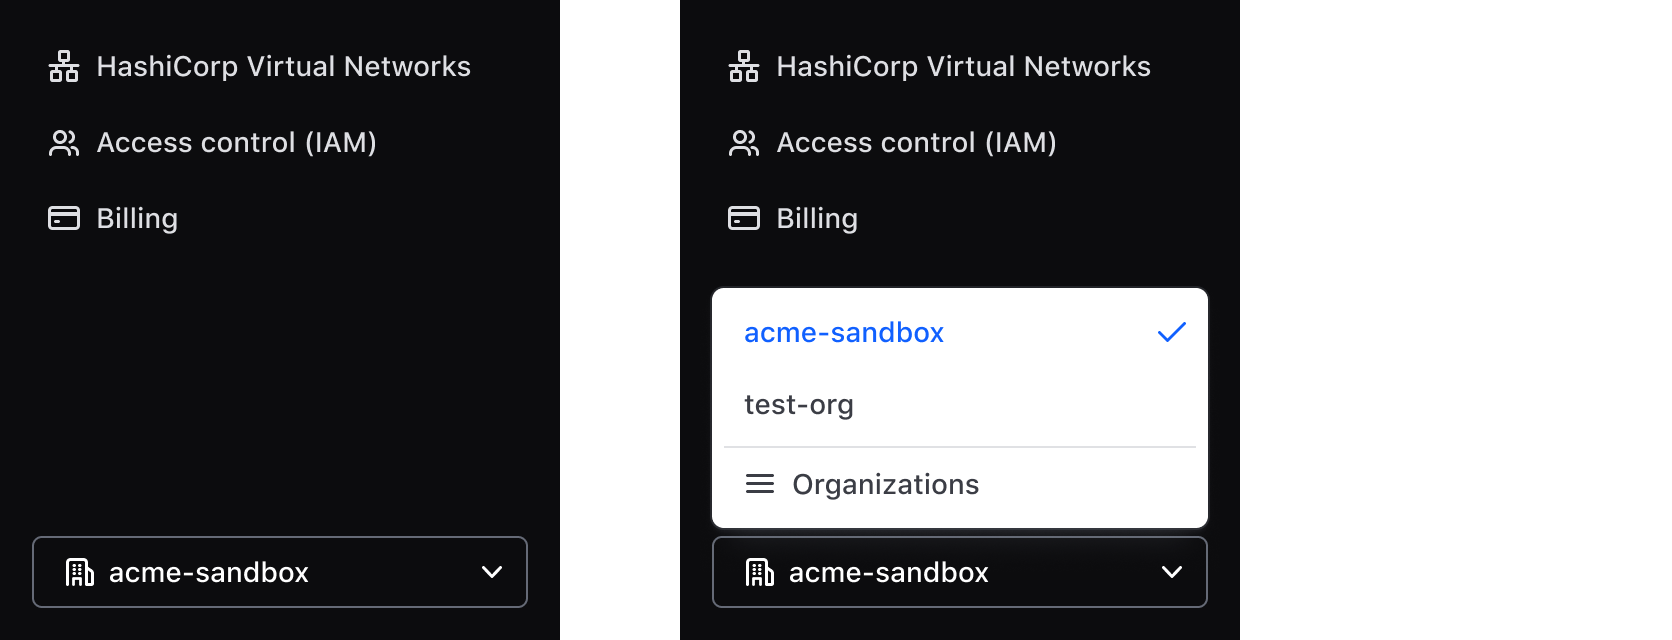 HashiCorp Virtual Networks
Access control (IAM)
Billing
acme-sandbox
HashiCorp Virtual Networks
Access control (IAM)
Billing
acme-sandbox
test-org
Organizations
acme-sandbox